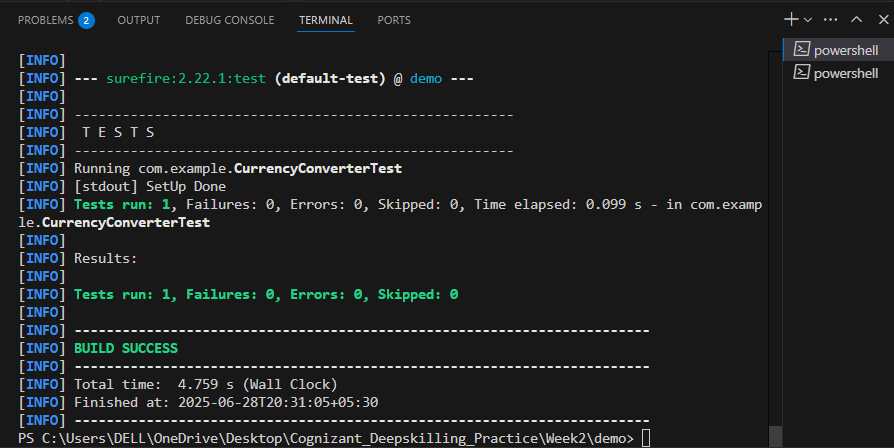 PROBLEMS 2 OUTPUT DEBUG CONSOLE TERMINAL PORTS
powershell
powershell
[INFO]
[INFO] --- surefire:2.22.1:test (default-test) @ demo ---
[INFO]
[INFO] -------------------------------------------------------
[INFO]  T E S T S
[INFO] -------------------------------------------------------
[INFO] Running com.example.CurrencyConverterTest
[INFO] [stdout] SetUp Done
[INFO] Tests run: 1, Failures: 0, Errors: 0, Skipped: 0, Time elapsed: 0.099 s - in com.examp
le.CurrencyConverterTest
[INFO]
[INFO] Results:
[INFO]
[INFO] Tests run: 1, Failures: 0, Errors: 0, Skipped: 0
[INFO]
[INFO] ------------------------------------------------------------------------
[INFO] BUILD SUCCESS
[INFO] ------------------------------------------------------------------------
[INFO] Total time:  4.759 s (Wall Clock)
[INFO] Finished at: 2025-06-28T20:31:05+05:30
[INFO] ------------------------------------------------------------------------
PS C:\Users\DELL\OneDrive\Desktop\Cognizant_Deepskilling_Practice\Week2\demo>